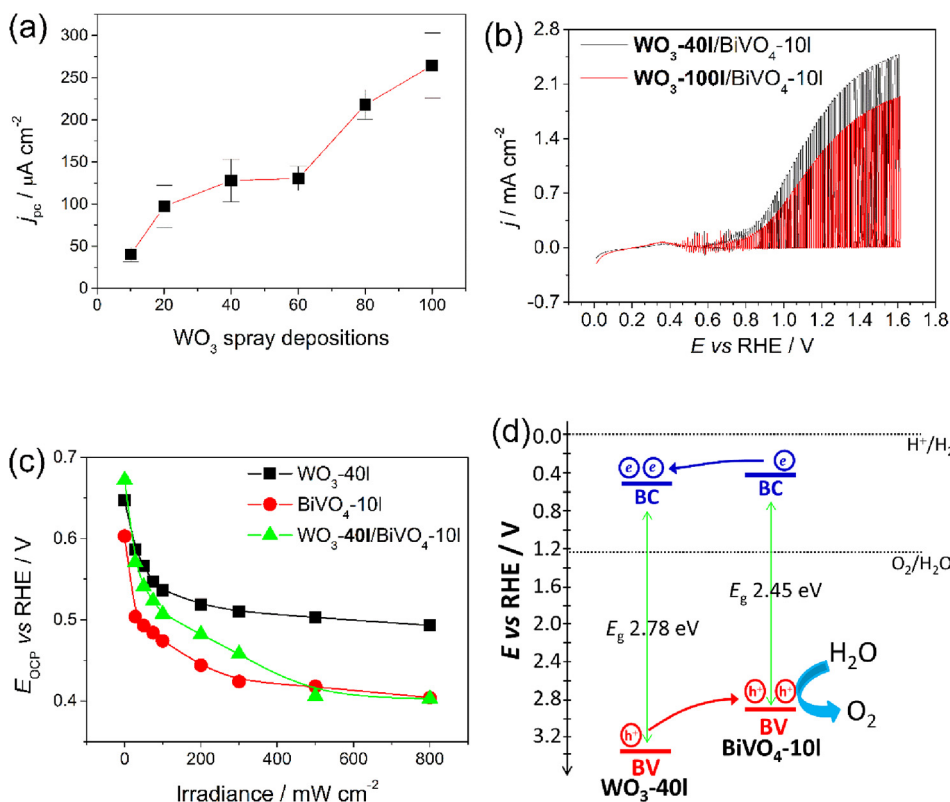 (a)
300
250
200
150
100
50
0
0 20 40 60 80 100
j_pc / μA cm⁻²
WO₃ spray depositions
(b)
WO₃-40l/BiVO₄-10l
WO₃-100l/BiVO₄-10l
2.7
1.8
0.9
0.0
-0.7
0.0 0.2 0.4 0.6 0.8 1.0 1.2 1.4 1.6 1.8
j / mA cm⁻²
E vs RHE / V
(c)
WO₃-40l
BiVO₄-10l
WO₃-40l/BiVO₄-10l
0.7
0.6
0.5
0.4
0 200 400 600 800
E_OCP vs RHE / V
Irradiance / mW cm⁻²
(d)
0.0
0.4
0.8
1.2
1.6
2.0
2.4
2.8
3.2
E vs RHE / V
H⁺/H₂
e e e
BC BC
O₂/H₂O
E_g 2.45 eV
E_g 2.78 eV
H₂O
h⁺ h⁺
O₂
h⁺ BV
BV BiVO₄-10l
WO₃-40l